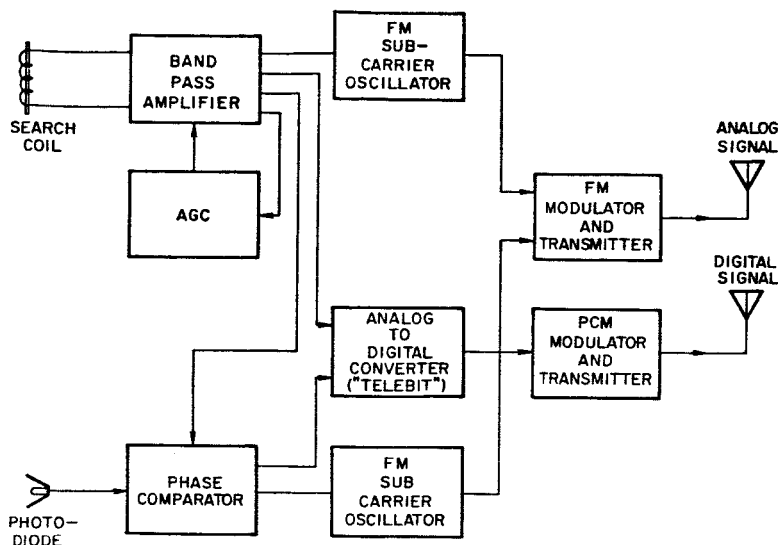 FM
SUB-
CARRIER
OSCILLATOR
BAND
PASS
AMPLIFIER
SEARCH
COIL
AGC
ANALOG
SIGNAL
FM
MODULATOR
AND
TRANSMITTER
DIGITAL
SIGNAL
ANALOG
TO
DIGITAL
CONVERTER
("TELEBIT")
PCM
MODULATOR
AND
TRANSMITTER
PHASE
COMPARATOR
FM
SUB
CARRIER
OSCILLATOR
PHOTO-
DIODE